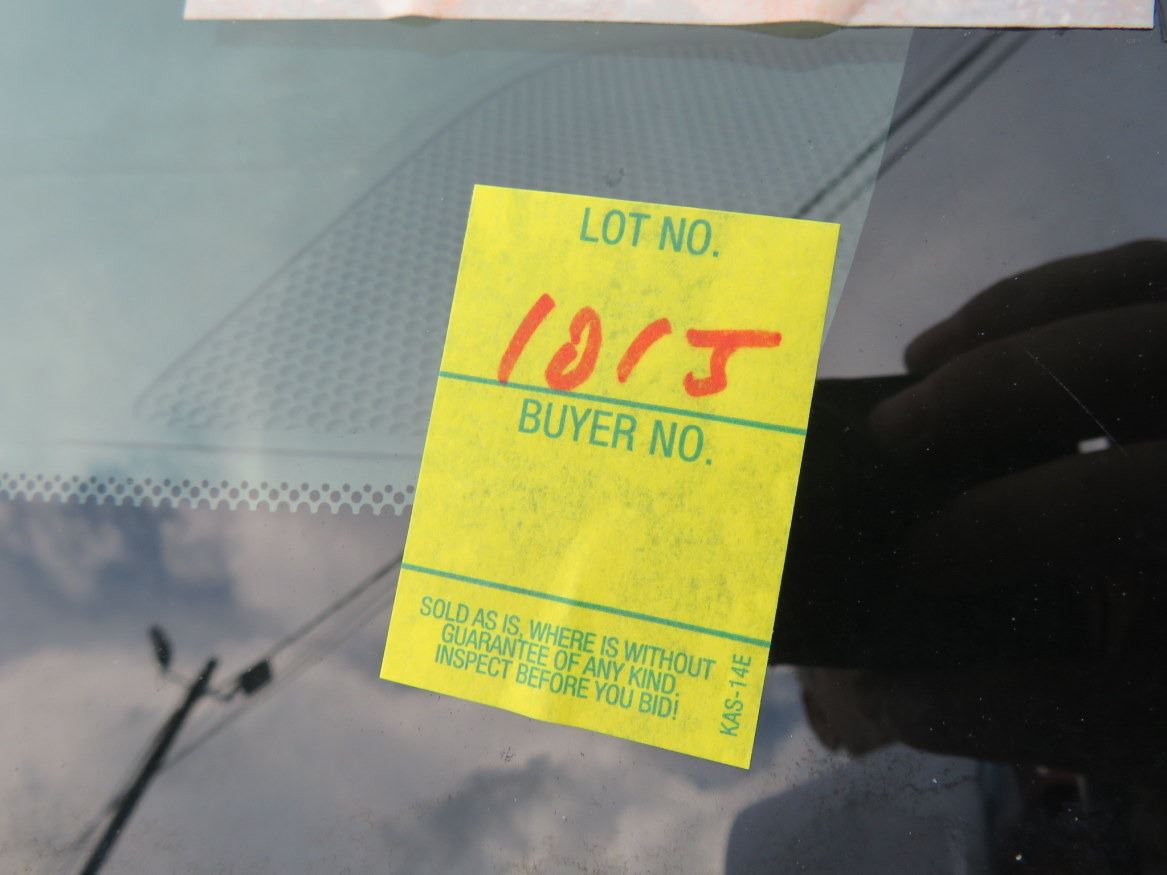 LOT NO.
1815
BUYER NO.
SOLD AS IS, WHERE IS WITHOUT
GUARANTEE OF ANY KIND.
INSPECT BEFORE YOU BID!
KAS-14E